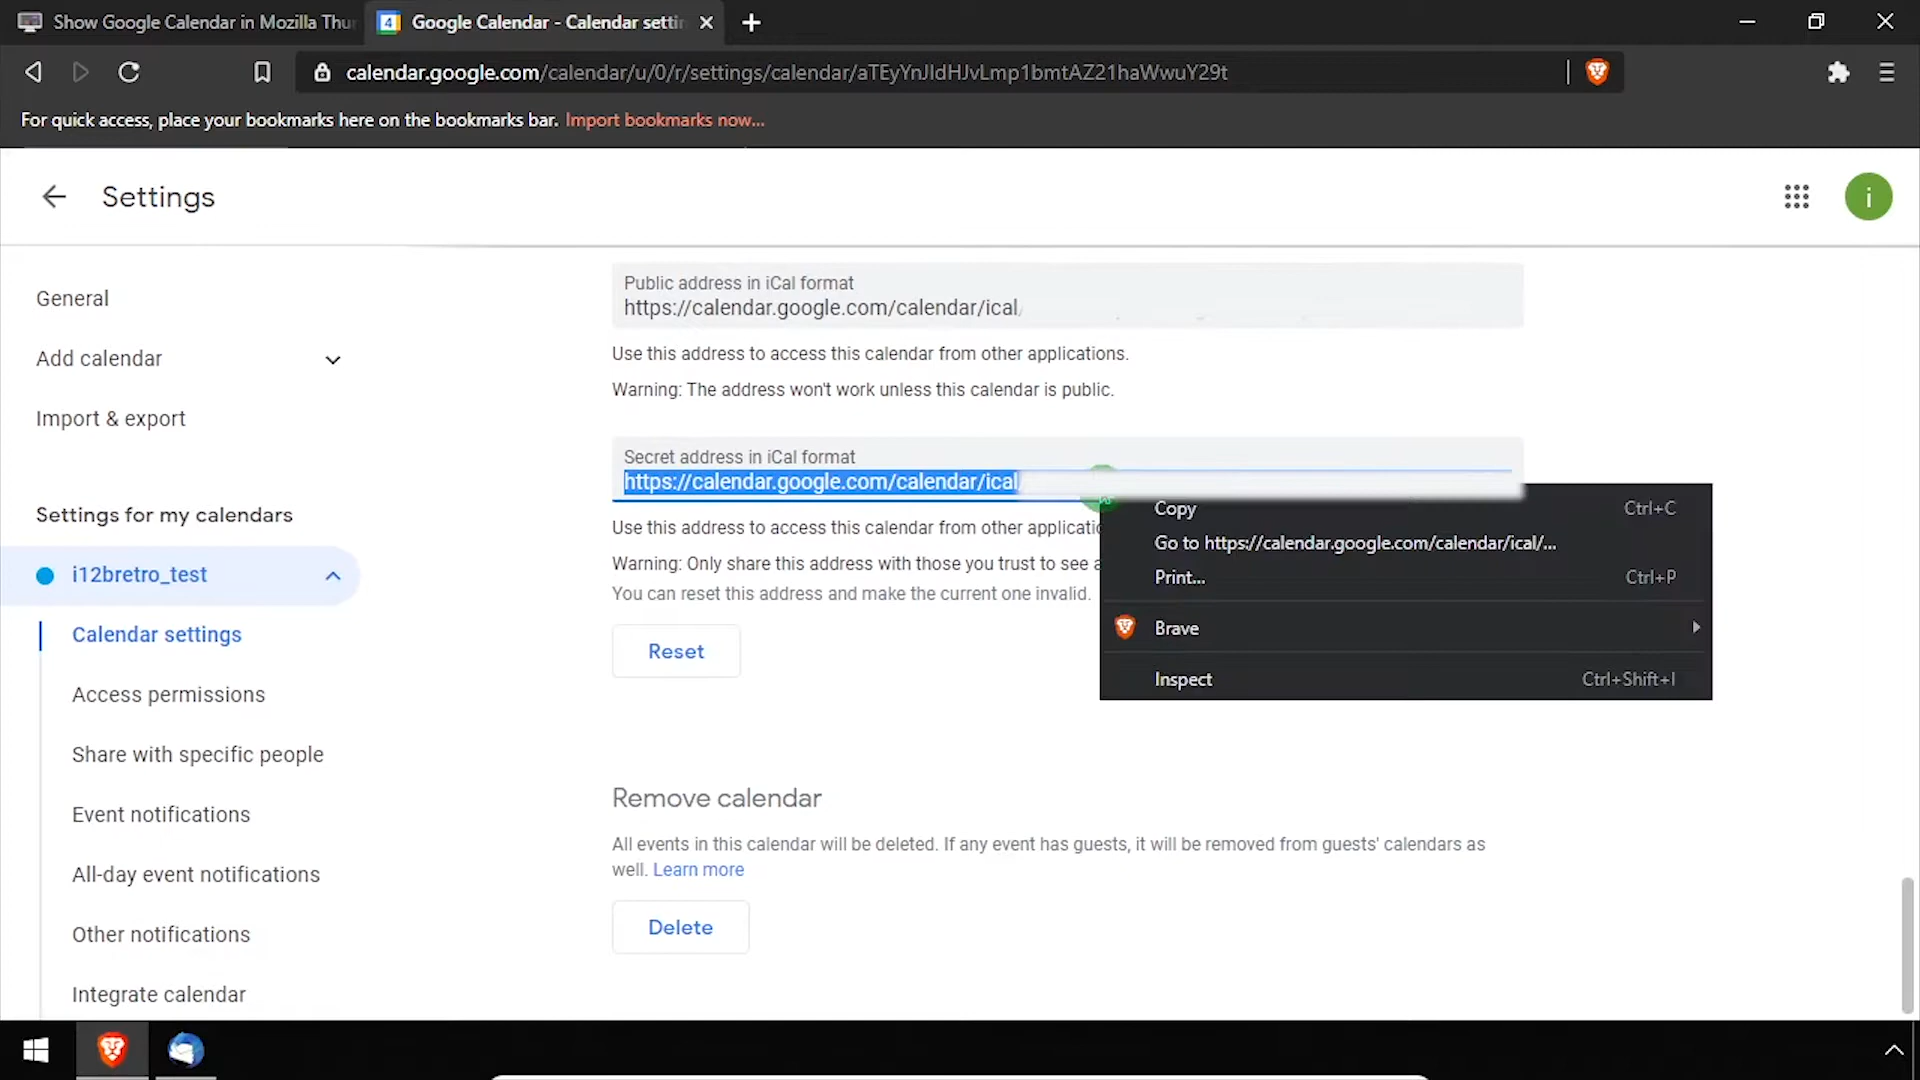 Show Google Calendar in Mozilla Thu
4 Google Calendar - Calendar setti
calendar.google.com/calendar/u/0/r/settings/calendar/aTEyYnJldHJvLmp1bmtAZ21haWwuY29t
For quick access, place your bookmarks here on the bookmarks bar. Import bookmarks now...
Settings
i
General
Add calendar
Import & export
Settings for my calendars
i12bretro_test
Calendar settings
Access permissions
Share with specific people
Event notifications
All-day event notifications
Other notifications
Integrate calendar
Public address in iCal format
https://calendar.google.com/calendar/ical/
Use this address to access this calendar from other applications.
Warning: The address won't work unless this calendar is public.
Secret address in iCal format
https://calendar.google.com/calendar/ical
Use this address to access this calendar from other applicatio
Warning: Only share this address with those you trust to see a
You can reset this address and make the current one invalid.
Reset
Copy Ctrl+C
Go to https://calendar.google.com/calendar/ical/...
Print... Ctrl+P
Brave
Inspect Ctrl+Shift+I
Remove calendar
All events in this calendar will be deleted. If any event has guests, it will be removed from guests' calendars as
well. Learn more
Delete